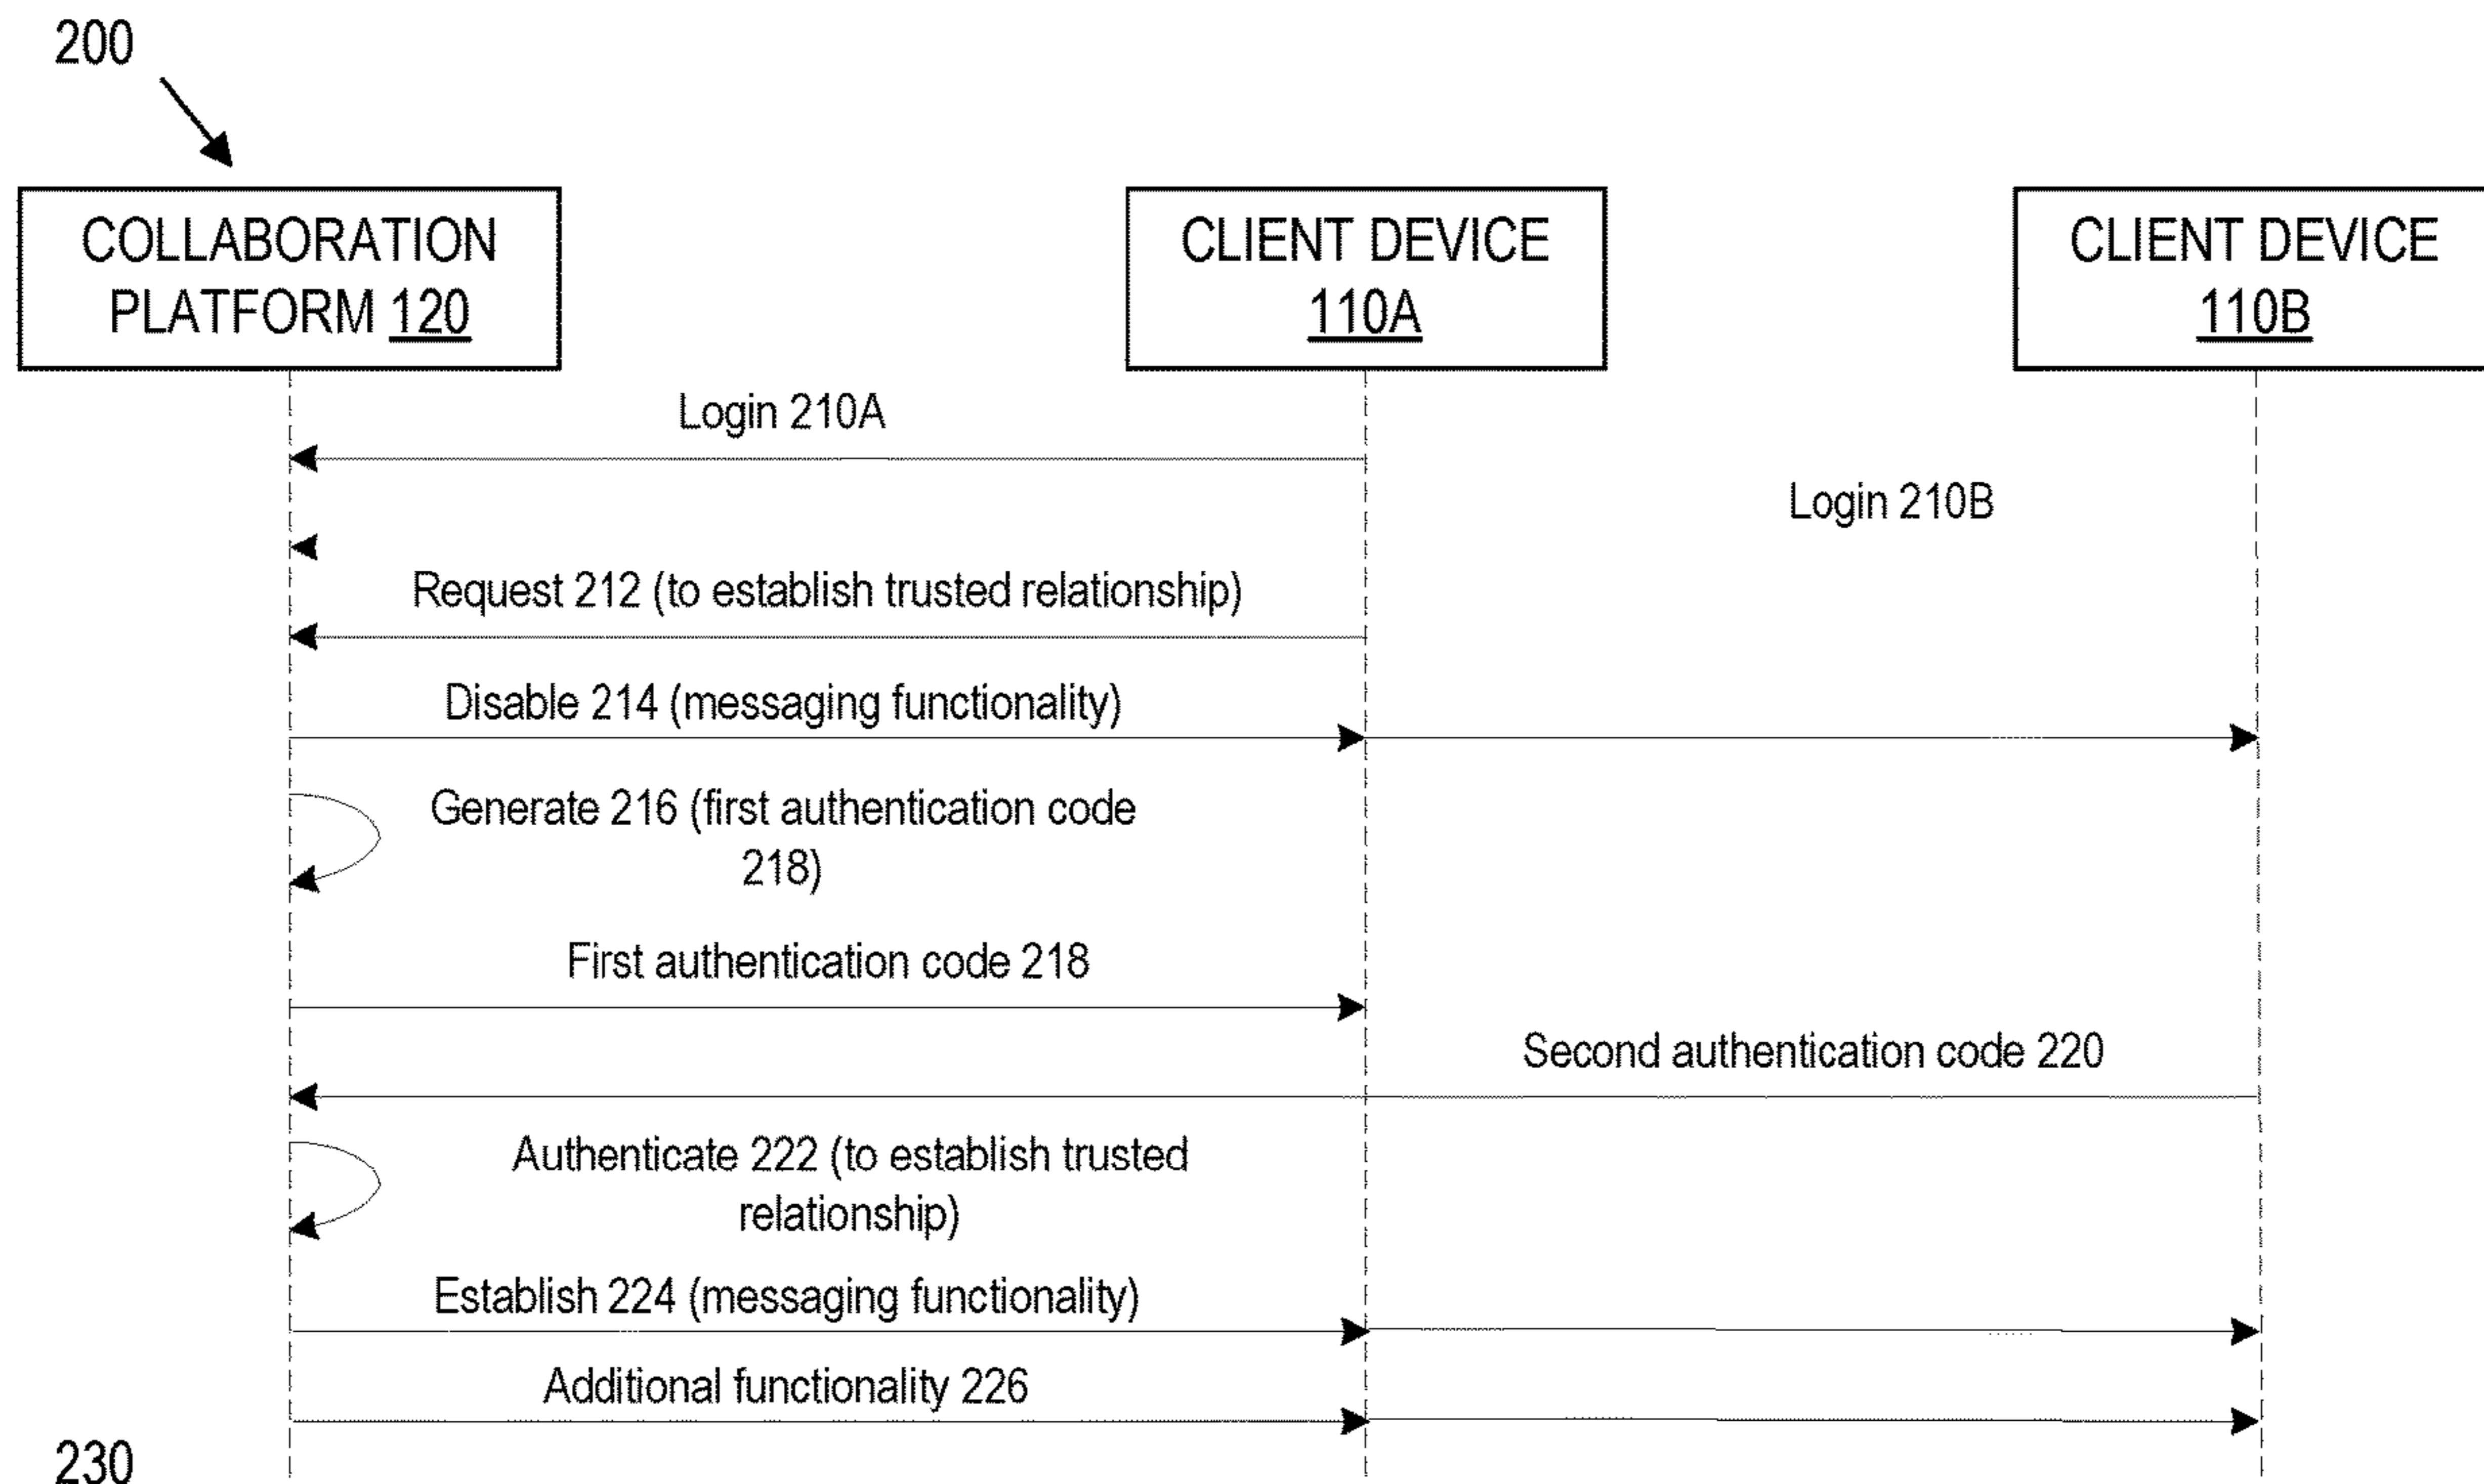 200
COLLABORATION
PLATFORM 120
CLIENT DEVICE
110A
CLIENT DEVICE
110B
Login 210A
Login 210B
Request 212 (to establish trusted relationship)
Disable 214 (messaging functionality)
Generate 216 (first authentication code
218)
First authentication code 218
Second authentication code 220
Authenticate 222 (to establish trusted
relationship)
Establish 224 (messaging functionality)
Additional functionality 226
230